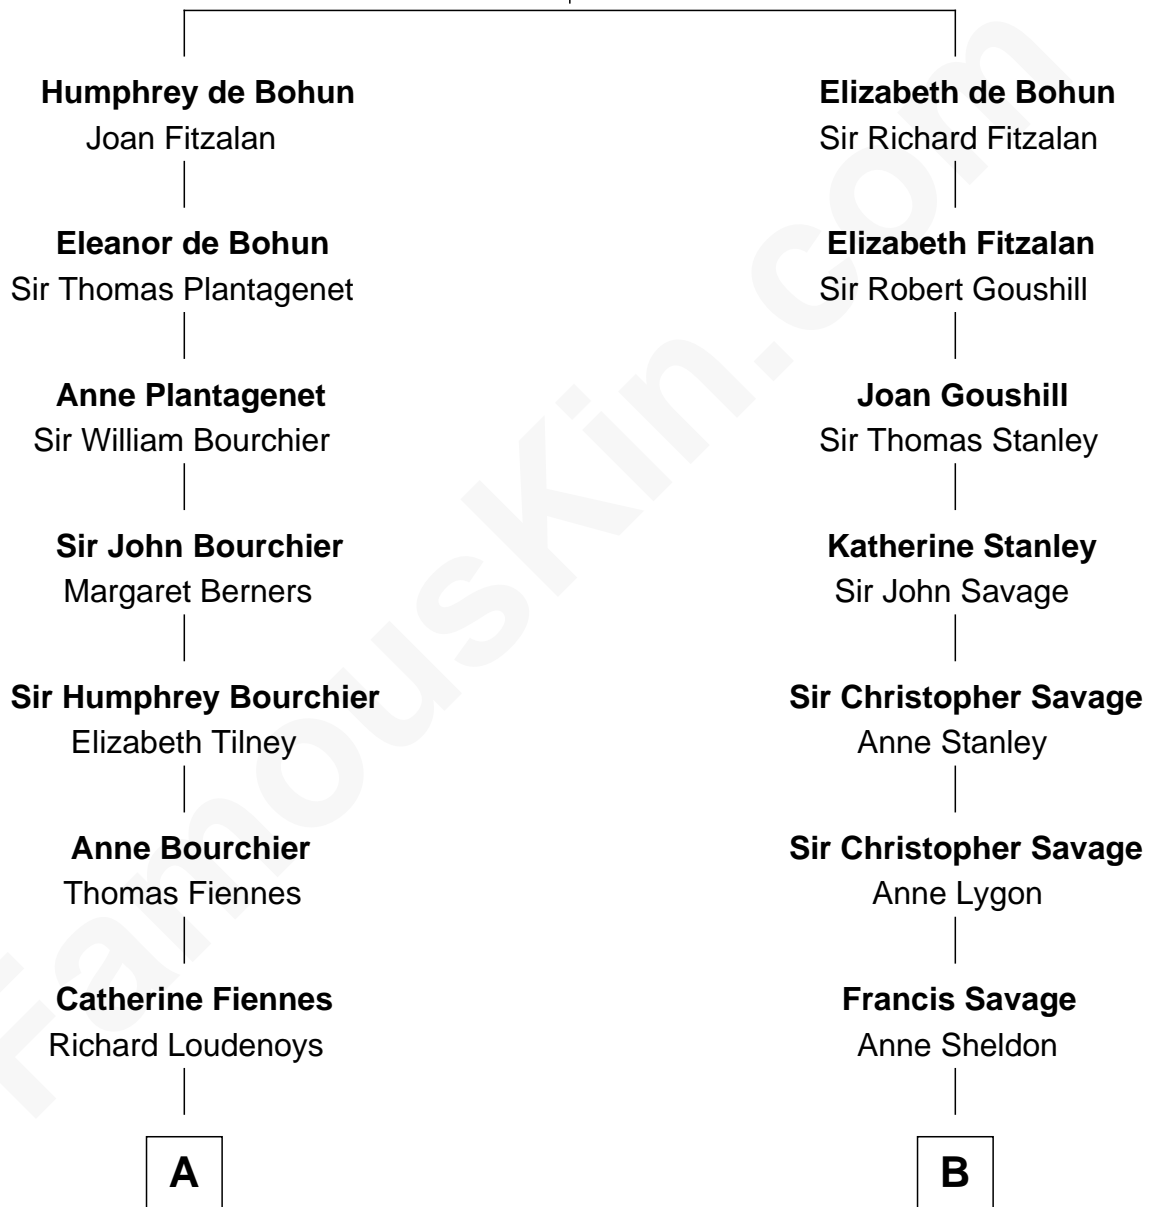 Humphrey de Bohun
Joan Fitzalan
Eleanor de Bohun
Sir Thomas Plantagenet
Anne Plantagenet
Sir William Bourchier
Sir John Bourchier
Margaret Berners
Sir Humphrey Bourchier
Elizabeth Tilney
Anne Bourchier
Thomas Fiennes
Catherine Fiennes
Richard Loudenoys
A
Elizabeth de Bohun
Sir Richard Fitzalan
Elizabeth Fitzalan
Sir Robert Goushill
Joan Goushill
Sir Thomas Stanley
Katherine Stanley
Sir John Savage
Sir Christopher Savage
Anne Stanley
Sir Christopher Savage
Anne Lygon
Francis Savage
Anne Sheldon
B
FamousKin.com